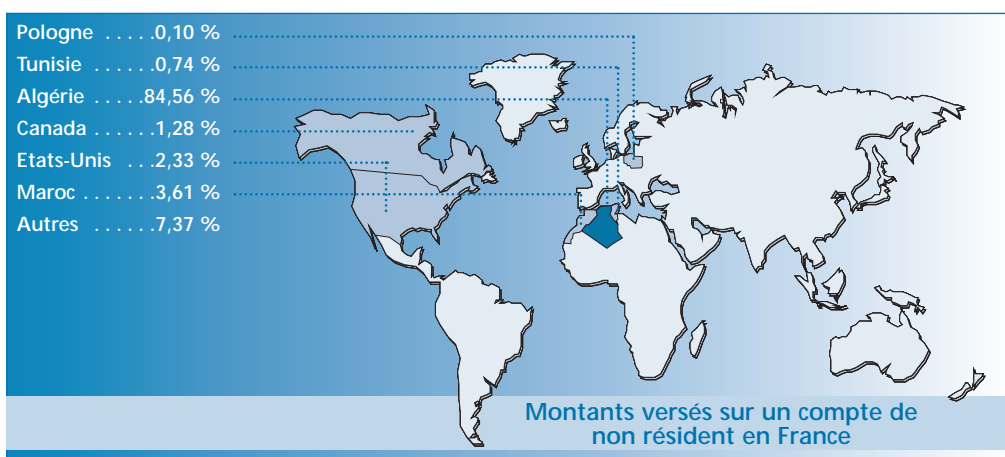 Pologne . . . . .0,10 %
Tunisie . . . . . .0,74 %
Algérie . . . . .84,56 %
Canada . . . . . .1,28 %
Etats-Unis . . .2,33 %
Maroc . . . . . . .3,61 %
Autres . . . . . .7,37 %
Montants versés sur un compte de
non résident en France